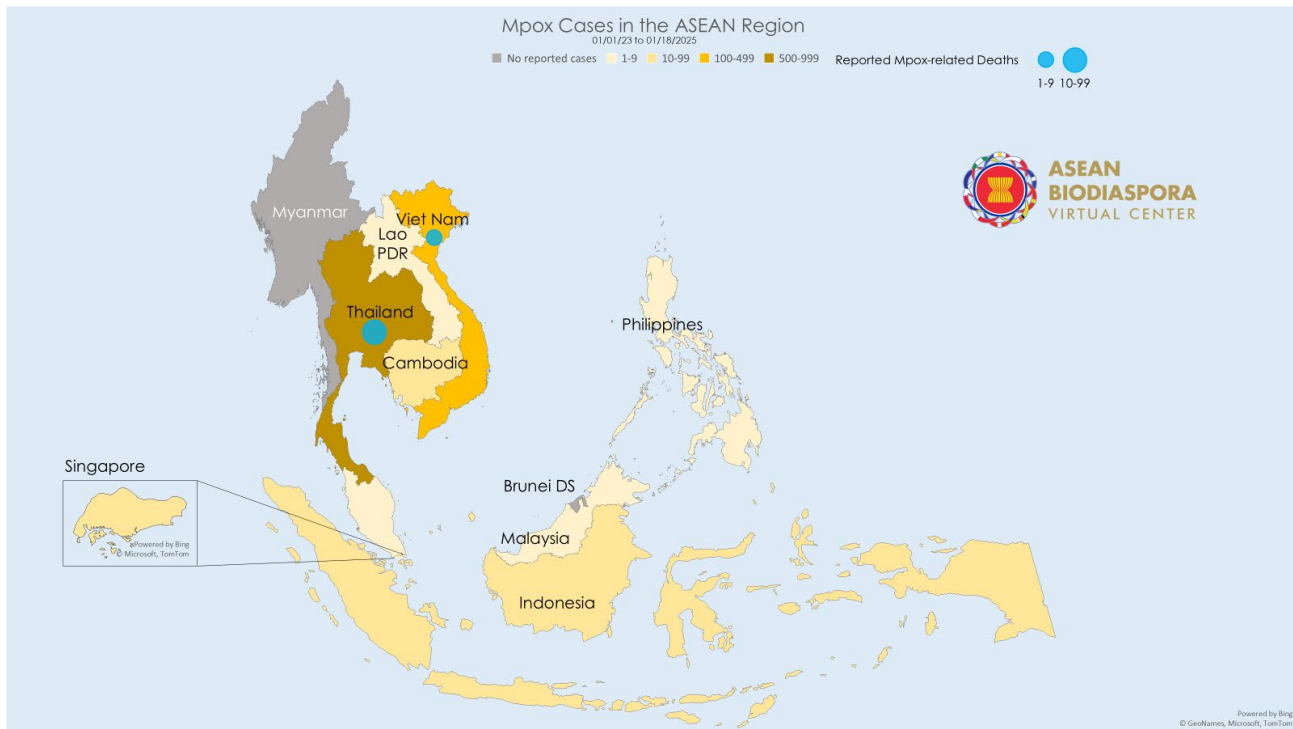 Mpox Cases in the ASEAN Region
01/01/23 to 01/18/2025
No reported cases 1-9 10-99 100-499 500-999 Reported Mpox-related Deaths
1-9 10-99
ASEAN
BIODIASPORA
VIRTUAL CENTER
Myanmar
Viet Nam
Lao
PDR
Thailand
Philippines
Cambodia
Singapore
Brunei DS
Malaysia
Powered by Bing
© Microsoft, TomTom
Indonesia
Powered by Bing
© GeoNames, Microsoft, TomTom